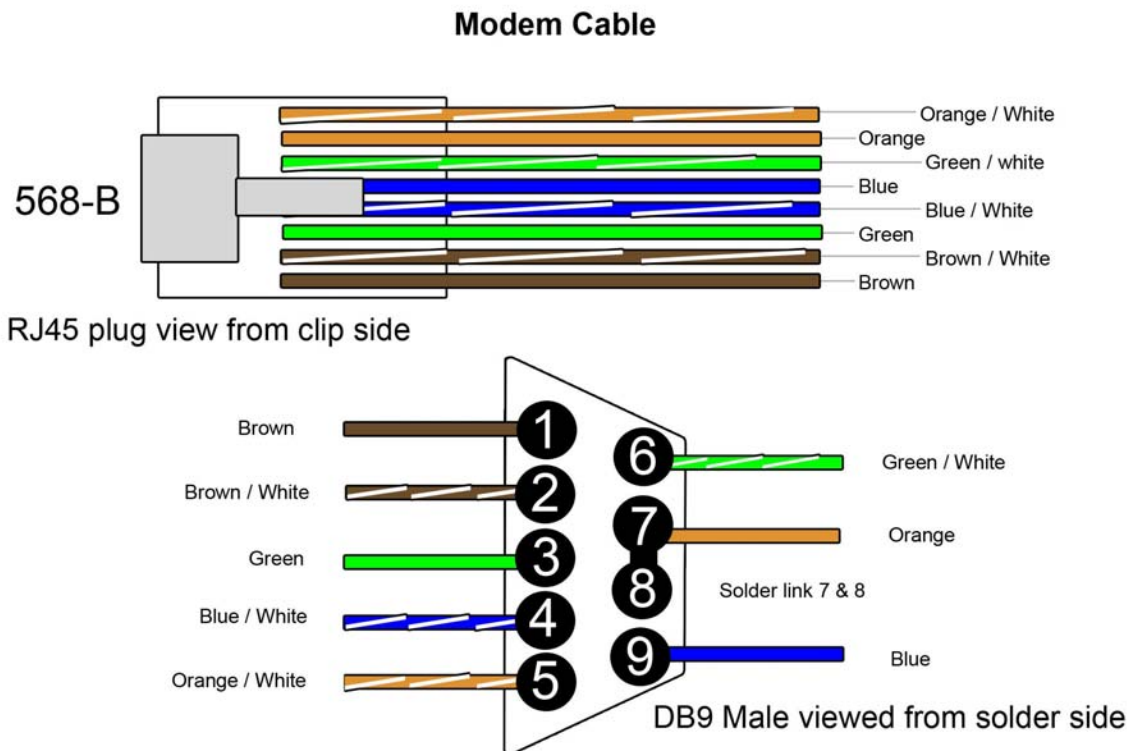 Modem Cable
Orange / White
Orange
Green / white
568-B
Blue
Blue / White
Green
Brown / White
Brown
RJ45 plug view from clip side
Brown
1
6
Green / White
Brown / White
2
7
Orange
Green
3
8
Solder link 7 & 8
Blue / White
4
9
Blue
Orange / White
5
DB9 Male viewed from solder side